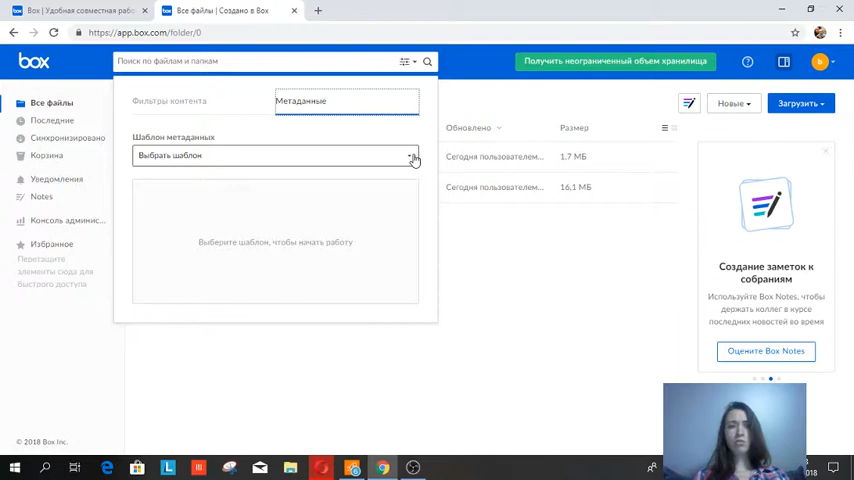 Box | Удобная совместная рабо
Все файлы | Создано в Box
https://app.box.com/folder/0
box
Поиск по файлам и папкам
Получить неограниченный объем хранилища
b
Фильтры контента
Метаданные
Шаблон метаданных
Выбрать шаблон
Выберите шаблон, чтобы начать работу
Все файлы
Последние
Синхронизировано
Корзина
Уведомления
Notes
Консоль админис...
Избранное
Перетащите
элементы сюда для
быстрого доступа
© 2018 Box Inc.
Новые
Загрузить
Обновлено
Размер
Сегодня пользователем...
1,7 МБ
Сегодня пользователем...
16,1 МБ
Создание заметок к
собраниям
Используйте Box Notes, чтобы
держать коллег в курсе
последних новостей во время
Оцените Box Notes
L
6